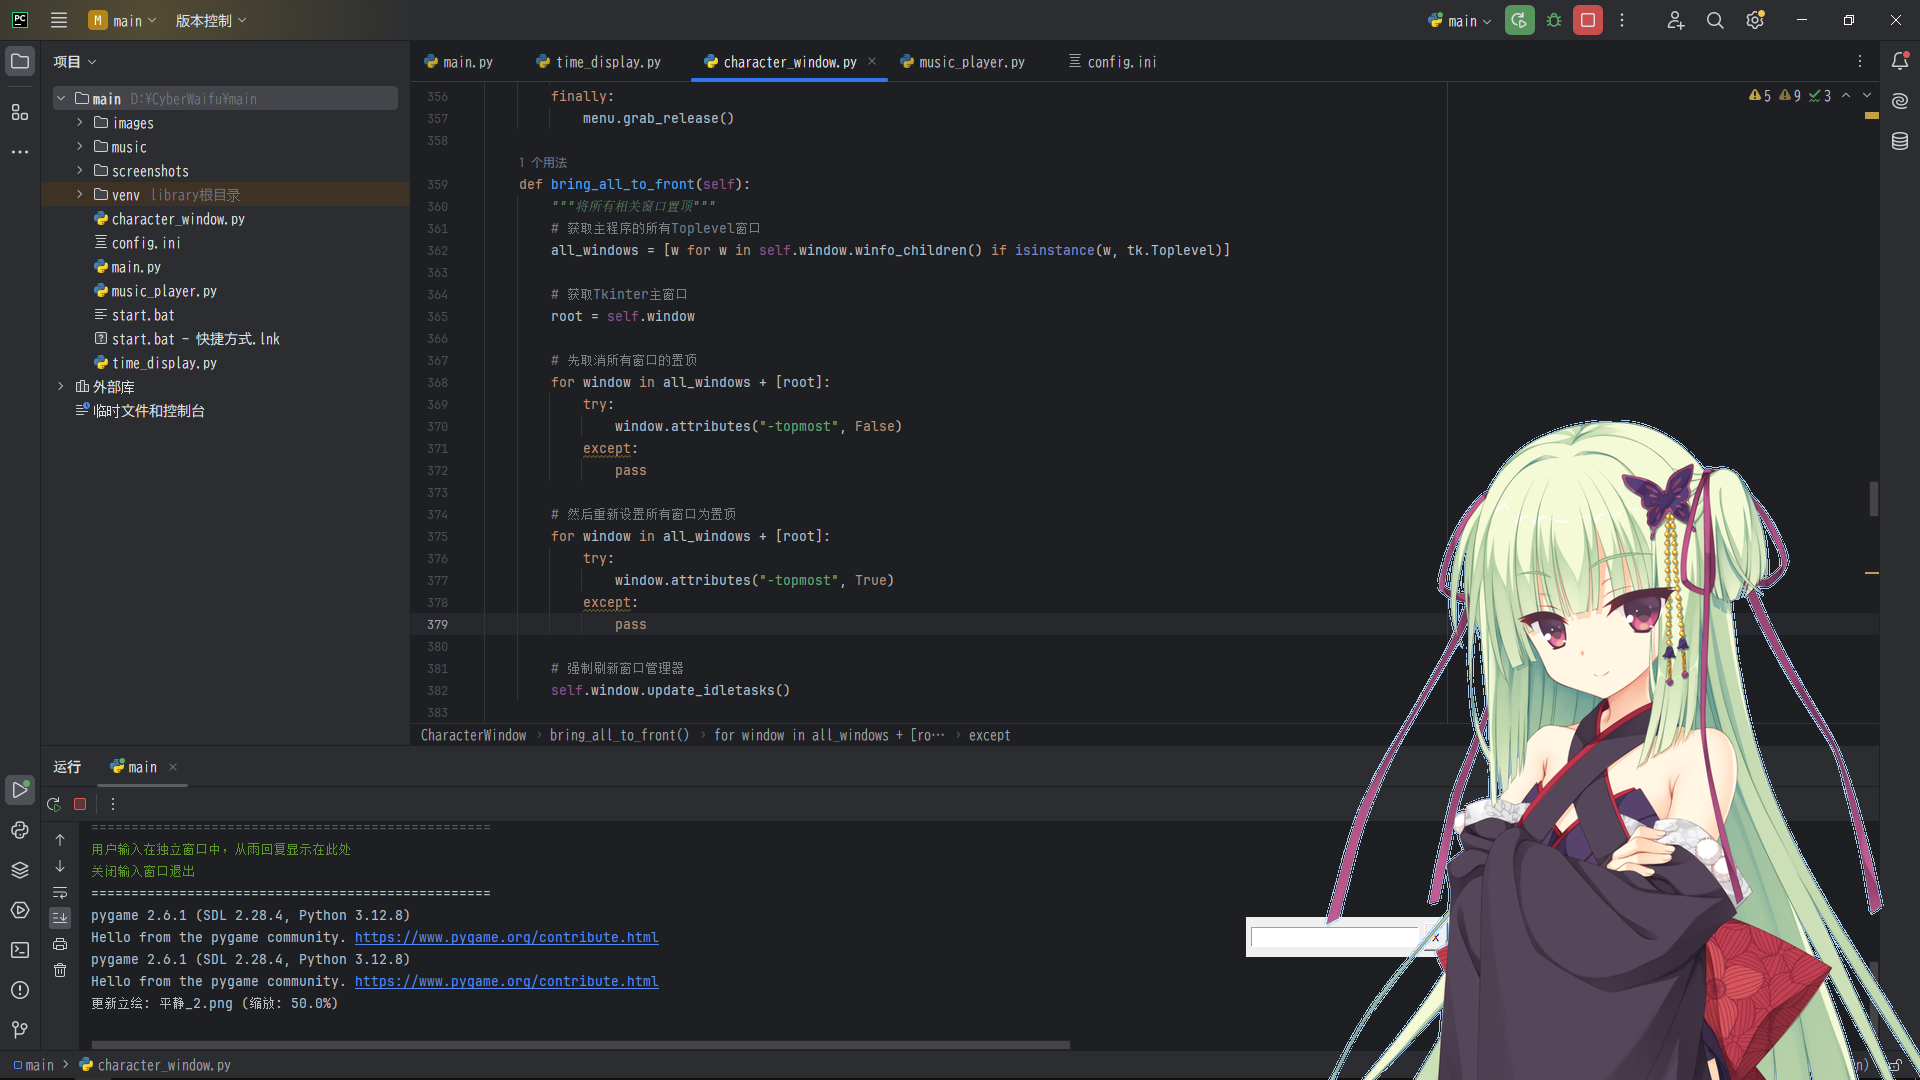 PC
M main 版本控制
main
项目
main D:\CyberWaifu\main
images
music
screenshots
venv library根目录
character_window.py
config.ini
main.py
music_player.py
start.bat
start.bat - 快捷方式.lnk
time_display.py
外部库
临时文件和控制台
main.py time_display.py character_window.py music_player.py config.ini
5 9 3
356 finally:
357 menu.grab_release()
358
1 个用法
359 def bring_all_to_front(self):
360 """将所有相关窗口置顶"""
361 # 获取主程序的所有Toplevel窗口
362 all_windows = [w for w in self.window.winfo_children() if isinstance(w, tk.Toplevel)]
363
364 # 获取Tkinter主窗口
365 root = self.window
366
367 # 先取消所有窗口的置顶
368 for window in all_windows + [root]:
369 try:
370 window.attributes("-topmost", False)
371 except:
372 pass
373
374 # 然后重新设置所有窗口为置顶
375 for window in all_windows + [root]:
376 try:
377 window.attributes("-topmost", True)
378 except:
379 pass
380
381 # 强制刷新窗口管理器
382 self.window.update_idletasks()
383
CharacterWindow › bring_all_to_front() › for window in all_windows + [ro… › except
运行 main
==================================================
用户输入在独立窗口中，从雨回复显示在此处
关闭输入窗口退出
==================================================
pygame 2.6.1 (SDL 2.28.4, Python 3.12.8)
Hello from the pygame community. https://www.pygame.org/contribute.html
pygame 2.6.1 (SDL 2.28.4, Python 3.12.8)
Hello from the pygame community. https://www.pygame.org/contribute.html
更新立绘: 平静_2.png (缩放: 50.0%)
x
main › character_window.py
n)